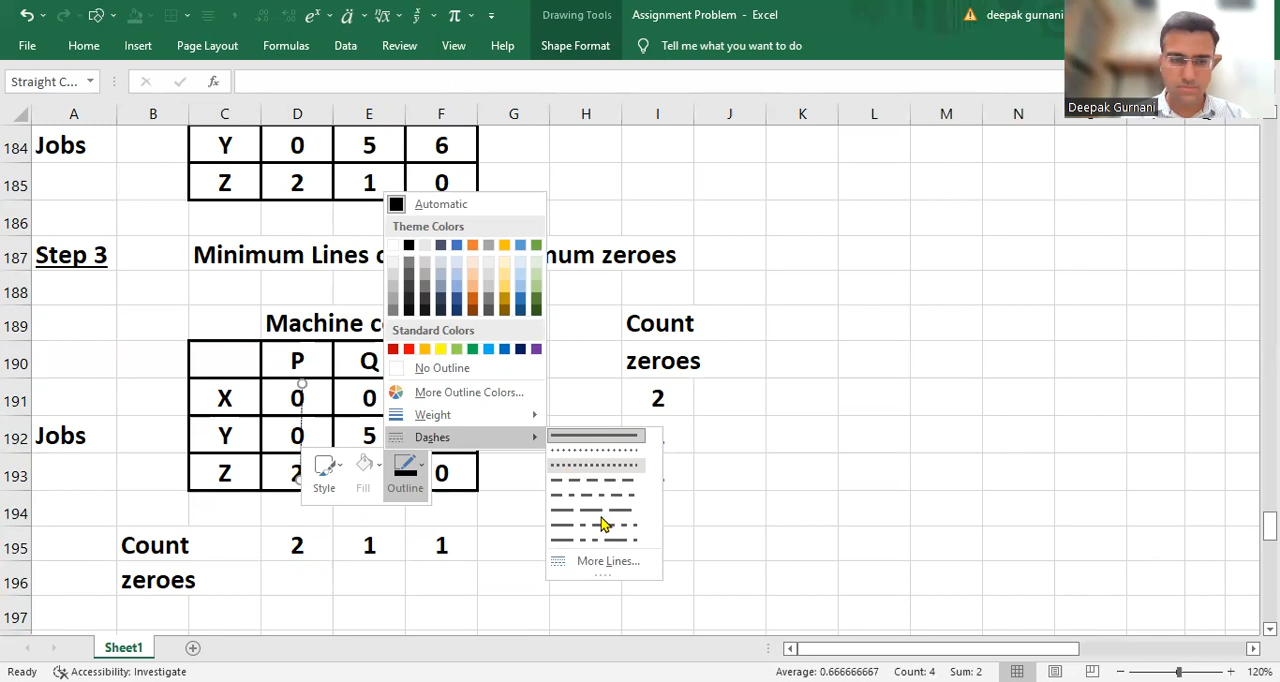 Drawing Tools Assignment Problem - Excel deepak gurnani
File Home Insert Page Layout Formulas Data Review View Help Shape Format Tell me what you want to do
Deepak Gurnani
Straight C... fx
A B C D E F G H I J K L M N O
184 Jobs Y 0 5 6
185 Z 2 1 0
186
187 Step 3 Minimum Lines
188
189 Machine Count
190 P Q zeroes
191 X 0 0 2
192 Jobs Y 0 5
193 Z 2 0
194
195 Count 2 1 1
196 zeroes
197
Automatic
Theme Colors
Standard Colors
No Outline
More Outline Colors...
Weight
Dashes
More Lines...
Style Fill Outline
Sheet1
Ready Accessibility: Investigate Average: 0.666666667 Count: 4 Sum: 2 120%